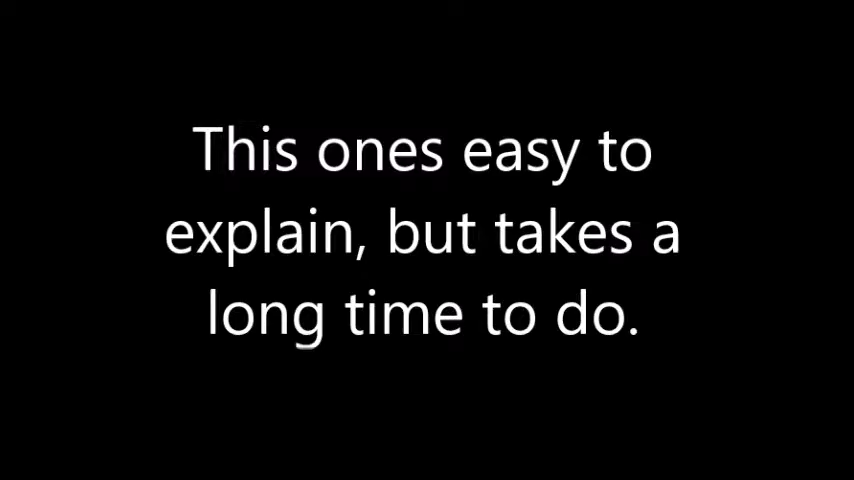 This ones easy to
explain, but takes a
long time to do.